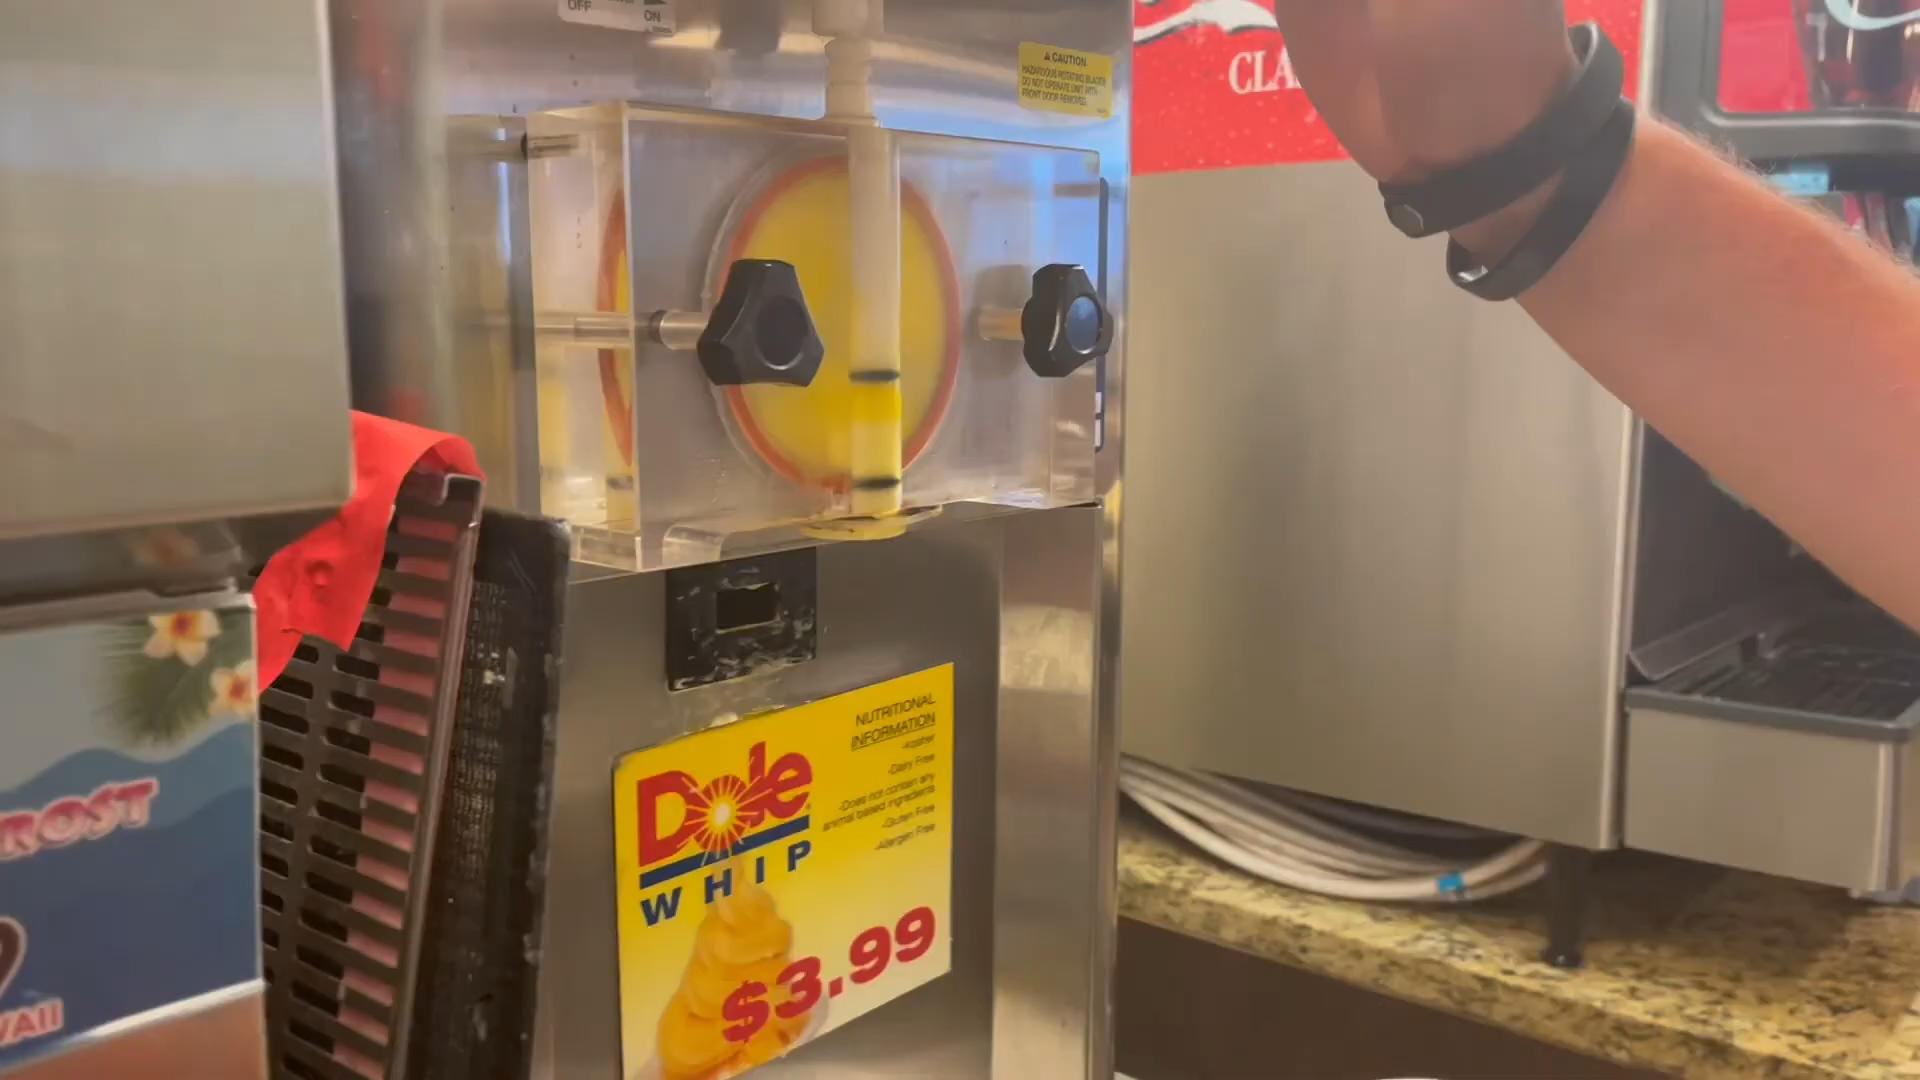 OFF
ON
CAUTION
HAZARDOUS ROTATING BLADES
DO NOT OPERATE UNIT WITH
FRONT DOOR REMOVED.
CLA
NUTRITIONAL
INFORMATION
-Kosher
-Dairy Free
-Does not contain any
animal based ingredients
-Gluten Free
-Allergen Free
Dole
WHIP
$3.99
ROST
WAII